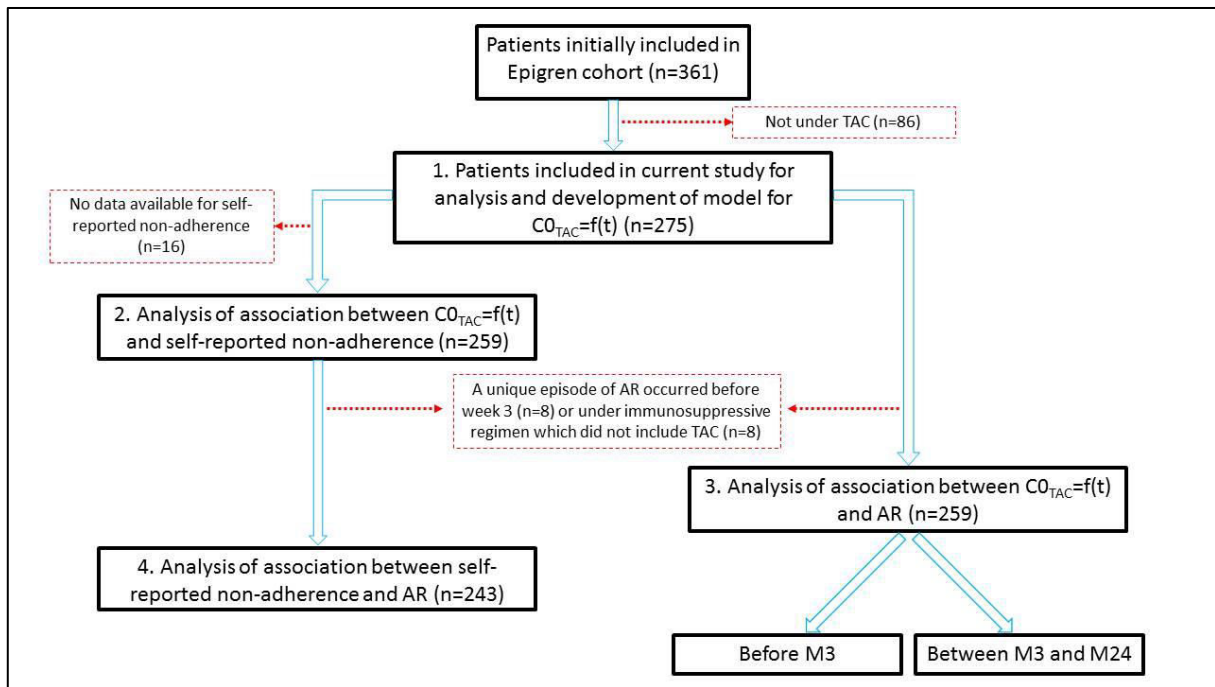 Patients initially included in
Epigren cohort (n=361)
Not under TAC (n=86)
1. Patients included in current study for
analysis and development of model for
C0TAC=f(t) (n=275)
No data available for self-
reported non-adherence
(n=16)
2. Analysis of association between C0TAC=f(t)
and self-reported non-adherence (n=259)
A unique episode of AR occurred before
week 3 (n=8) or under immunosuppressive
regimen which did not include TAC (n=8)
3. Analysis of association between C0TAC=f(t)
and AR (n=259)
4. Analysis of association between self-
reported non-adherence and AR (n=243)
Before M3
Between M3 and M24